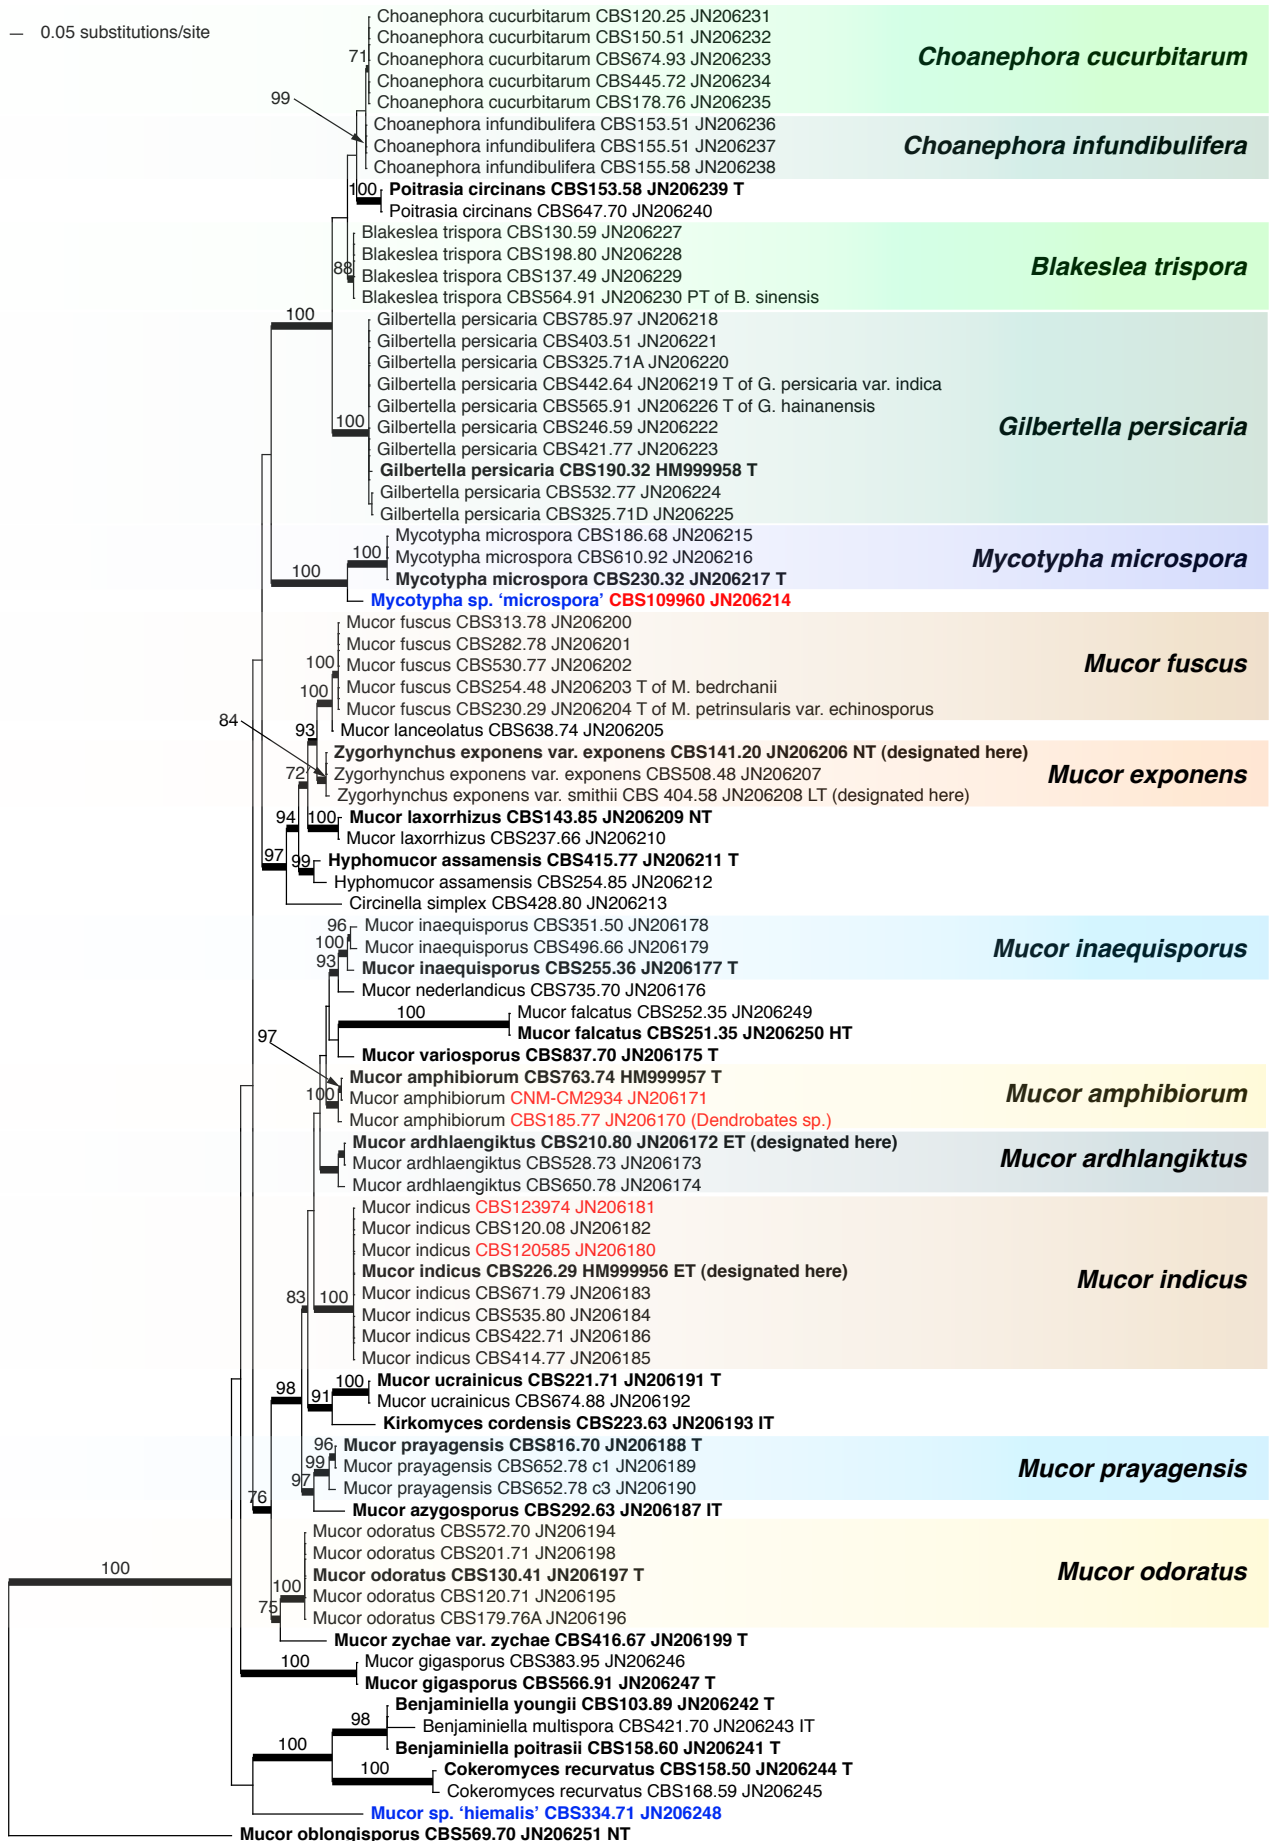 0.05 substitutions/site
Choanephora cucurbitarum CBS120.25 JN206231
Choanephora cucurbitarum CBS150.51 JN206232
Choanephora cucurbitarum CBS674.93 JN206233
Choanephora cucurbitarum CBS445.72 JN206234
Choanephora cucurbitarum CBS178.76 JN206235
Choanephora cucurbitarum
71
99
Choanephora infundibulifera CBS153.51 JN206236
Choanephora infundibulifera CBS155.51 JN206237
Choanephora infundibulifera CBS155.58 JN206238
Choanephora infundibulifera
100
Poitrasia circinans CBS153.58 JN206239 T
Poitrasia circinans CBS647.70 JN206240
Blakeslea trispora CBS130.59 JN206227
Blakeslea trispora CBS198.80 JN206228
Blakeslea trispora CBS137.49 JN206229
Blakeslea trispora CBS564.91 JN206230 PT of B. sinensis
Blakeslea trispora
88
100
Gilbertella persicaria CBS785.97 JN206218
Gilbertella persicaria CBS403.51 JN206221
Gilbertella persicaria CBS325.71A JN206220
Gilbertella persicaria CBS442.64 JN206219 T of G. persicaria var. indica
Gilbertella persicaria CBS565.91 JN206226 T of G. hainanensis
Gilbertella persicaria CBS246.59 JN206222
Gilbertella persicaria CBS421.77 JN206223
Gilbertella persicaria CBS190.32 HM999958 T
Gilbertella persicaria CBS532.77 JN206224
Gilbertella persicaria CBS325.71D JN206225
Gilbertella persicaria
100
Mycotypha microspora CBS186.68 JN206215
Mycotypha microspora CBS610.92 JN206216
Mycotypha microspora CBS230.32 JN206217 T
Mycotypha microspora
100
100
Mycotypha sp. ‘microspora’ CBS109960 JN206214
Mucor fuscus CBS313.78 JN206200
Mucor fuscus CBS282.78 JN206201
Mucor fuscus CBS530.77 JN206202
Mucor fuscus CBS254.48 JN206203 T of M. bedrchanii
Mucor fuscus CBS230.29 JN206204 T of M. petrinsularis var. echinosporus
Mucor fuscus
100
100
Mucor lanceolatus CBS638.74 JN206205
84
93
Zygorhynchus exponens var. exponens CBS141.20 JN206206 NT (designated here)
Zygorhynchus exponens var. exponens CBS508.48 JN206207
Zygorhynchus exponens var. smithii CBS 404.58 JN206208 LT (designated here)
Mucor exponens
72
94
100
Mucor laxorrhizus CBS143.85 JN206209 NT
Mucor laxorrhizus CBS237.66 JN206210
97
99
Hyphomucor assamensis CBS415.77 JN206211 T
Hyphomucor assamensis CBS254.85 JN206212
Circinella simplex CBS428.80 JN206213
96
Mucor inaequisporus CBS351.50 JN206178
100
Mucor inaequisporus CBS496.66 JN206179
93
Mucor inaequisporus CBS255.36 JN206177 T
Mucor inaequisporus
Mucor nederlandicus CBS735.70 JN206176
100
Mucor falcatus CBS252.35 JN206249
Mucor falcatus CBS251.35 JN206250 HT
97
Mucor variosporus CBS837.70 JN206175 T
Mucor amphibiorum CBS763.74 HM999957 T
100
Mucor amphibiorum CNM-CM2934 JN206171
Mucor amphibiorum CBS185.77 JN206170 (Dendrobates sp.)
Mucor amphibiorum
Mucor ardhlaengiktus CBS210.80 JN206172 ET (designated here)
Mucor ardhlaengiktus CBS528.73 JN206173
Mucor ardhlaengiktus CBS650.78 JN206174
Mucor ardhlangiktus
Mucor indicus CBS123974 JN206181
Mucor indicus CBS120.08 JN206182
Mucor indicus CBS120585 JN206180
Mucor indicus CBS226.29 HM999956 ET (designated here)
Mucor indicus CBS671.79 JN206183
Mucor indicus CBS535.80 JN206184
Mucor indicus CBS422.71 JN206186
Mucor indicus CBS414.77 JN206185
Mucor indicus
83
100
98
91
100
Mucor ucrainicus CBS221.71 JN206191 T
Mucor ucrainicus CBS674.88 JN206192
Kirkomyces cordensis CBS223.63 JN206193 IT
96
Mucor prayagensis CBS816.70 JN206188 T
99
Mucor prayagensis CBS652.78 c1 JN206189
97
Mucor prayagensis CBS652.78 c3 JN206190
Mucor prayagensis
76
Mucor azygosporus CBS292.63 JN206187 IT
Mucor odoratus CBS572.70 JN206194
Mucor odoratus CBS201.71 JN206198
Mucor odoratus CBS130.41 JN206197 T
Mucor odoratus CBS120.71 JN206195
Mucor odoratus CBS179.76A JN206196
Mucor odoratus
100
100
75
Mucor zychae var. zychae CBS416.67 JN206199 T
100
Mucor gigasporus CBS383.95 JN206246
Mucor gigasporus CBS566.91 JN206247 T
Benjaminiella youngii CBS103.89 JN206242 T
98
Benjaminiella multispora CBS421.70 JN206243 IT
100
Benjaminiella poitrasii CBS158.60 JN206241 T
100
Cokeromyces recurvatus CBS158.50 JN206244 T
Cokeromyces recurvatus CBS168.59 JN206245
Mucor sp. ‘hiemalis’ CBS334.71 JN206248
Mucor oblongisporus CBS569.70 JN206251 NT